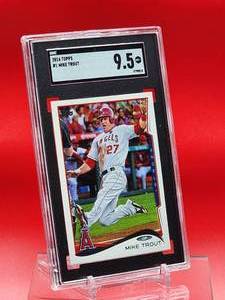 2014 TOPPS
#1 MIKE TROUT
9.5
ANGELS
27
A
MIKE TROUT